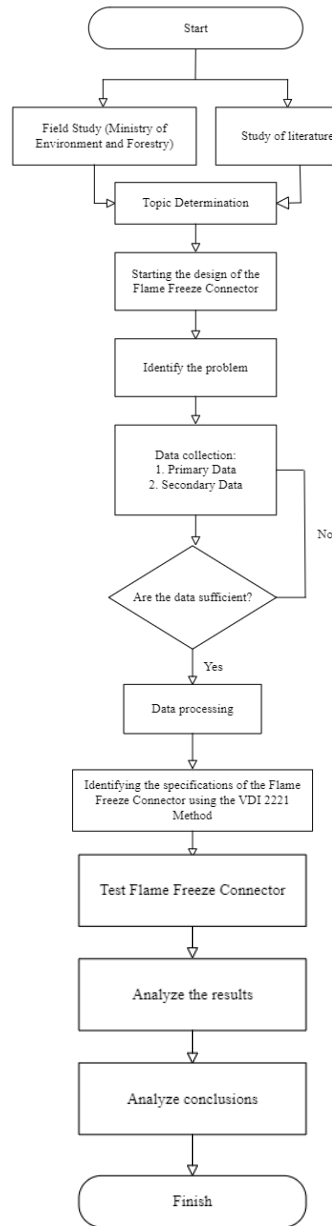 Start
Field Study (Ministry of
Environment and Forestry)
Study of literature
Topic Determination
Starting the design of the
Flame Freeze Connector
Identify the problem
Data collection:
1. Primary Data
2. Secondary Data
No
Are the data sufficient?
Yes
Data processing
Identifying the specifications of the Flame
Freeze Connector using the VDI 2221
Method
Test Flame Freeze Connector
Analyze the results
Analyze conclusions
Finish